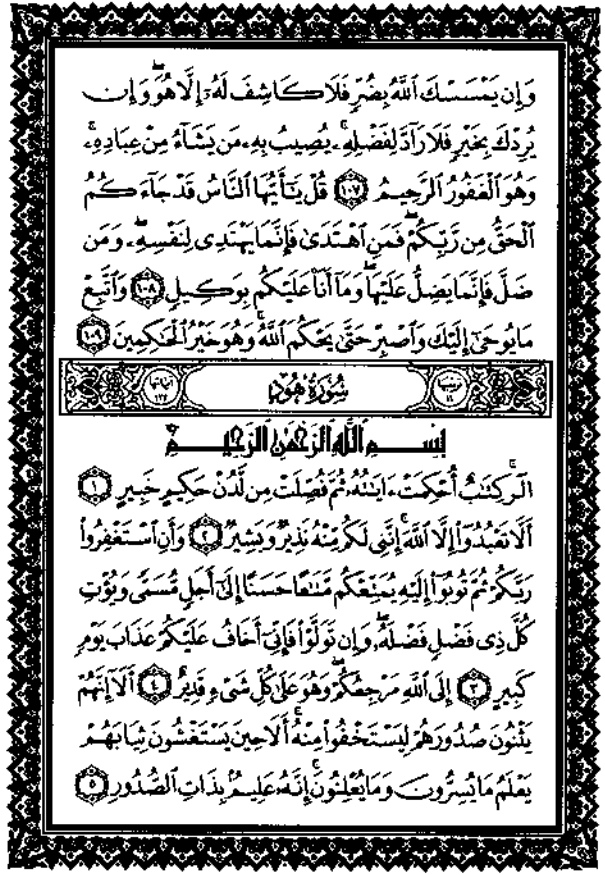 وَإِن يَمْسَسْكَ ٱللَّهُ بِضُرٍّ فَلَا كَاشِفَ لَهُۥٓ إِلَّا هُوَ ۖ وَإِن
يُرِدْكَ بِخَيْرٍ فَلَا رَآدَّ لِفَضْلِهِۦ ۚ يُصِيبُ بِهِۦ مَن يَشَآءُ مِنْ عِبَادِهِۦ ۚ
وَهُوَ ٱلْغَفُورُ ٱلرَّحِيمُ ١٠٧ قُلْ يَـٰٓأَيُّهَا ٱلنَّاسُ قَدْ جَآءَكُمُ
ٱلْحَقُّ مِن رَّبِّكُمْ ۖ فَمَنِ ٱهْتَدَىٰ فَإِنَّمَا يَهْتَدِى لِنَفْسِهِۦ ۖ وَمَن
ضَلَّ فَإِنَّمَا يَضِلُّ عَلَيْهَا ۖ وَمَآ أَنَا۠ عَلَيْكُم بِوَكِيلٍ ١٠٨ وَٱتَّبِعْ
مَا يُوحَىٰٓ إِلَيْكَ وَٱصْبِرْ حَتَّىٰ يَحْكُمَ ٱللَّهُ ۚ وَهُوَ خَيْرُ ٱلْحَـٰكِمِينَ ١٠٩
سُورَةُ هُودٍ
بِسْمِ ٱللَّهِ ٱلرَّحْمَـٰنِ ٱلرَّحِيمِ
الٓر ۚ كِتَـٰبٌ أُحْكِمَتْ ءَايَـٰتُهُۥ ثُمَّ فُصِّلَتْ مِن لَّدُنْ حَكِيمٍ خَبِيرٍ ١
أَلَّا تَعْبُدُوٓا۟ إِلَّا ٱللَّهَ ۚ إِنَّنِى لَكُم مِّنْهُ نَذِيرٌ وَبَشِيرٌ ٢ وَأَنِ ٱسْتَغْفِرُوا۟
رَبَّكُمْ ثُمَّ تُوبُوٓا۟ إِلَيْهِ يُمَتِّعْكُم مَّتَـٰعًا حَسَنًا إِلَىٰٓ أَجَلٍ مُّسَمًّى وَيُؤْتِ
كُلَّ ذِى فَضْلٍ فَضْلَهُۥ ۖ وَإِن تَوَلَّوْا۟ فَإِنِّىٓ أَخَافُ عَلَيْكُمْ عَذَابَ يَوْمٍ
كَبِيرٍ ٣ إِلَى ٱللَّهِ مَرْجِعُكُمْ ۖ وَهُوَ عَلَىٰ كُلِّ شَىْءٍ قَدِيرٌ ٤ أَلَآ إِنَّهُمْ
يَثْنُونَ صُدُورَهُمْ لِيَسْتَخْفُوا۟ مِنْهُ ۚ أَلَا حِينَ يَسْتَغْشُونَ ثِيَابَهُمْ
يَعْلَمُ مَا يُسِرُّونَ وَمَا يُعْلِنُونَ ۚ إِنَّهُۥ عَلِيمٌۢ بِذَاتِ ٱلصُّدُورِ ٥